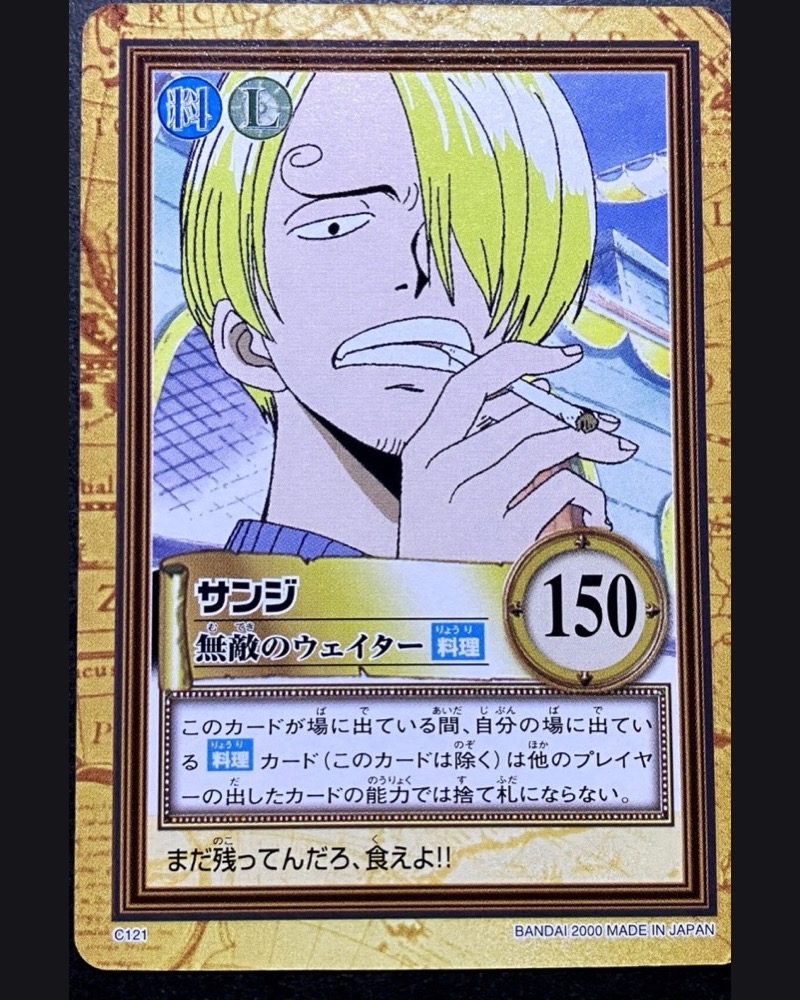 料 L
サンジ
150
無敵のウェイター 料理
このカードが場に出ている間、自分の場に出てい
る 料理 カード(このカードは除く)は他のプレイヤ
ーの出したカードの能力では捨て札にならない。
まだ残ってんだろ、食えよ!!
C121
BANDAI 2000 MADE IN JAPAN